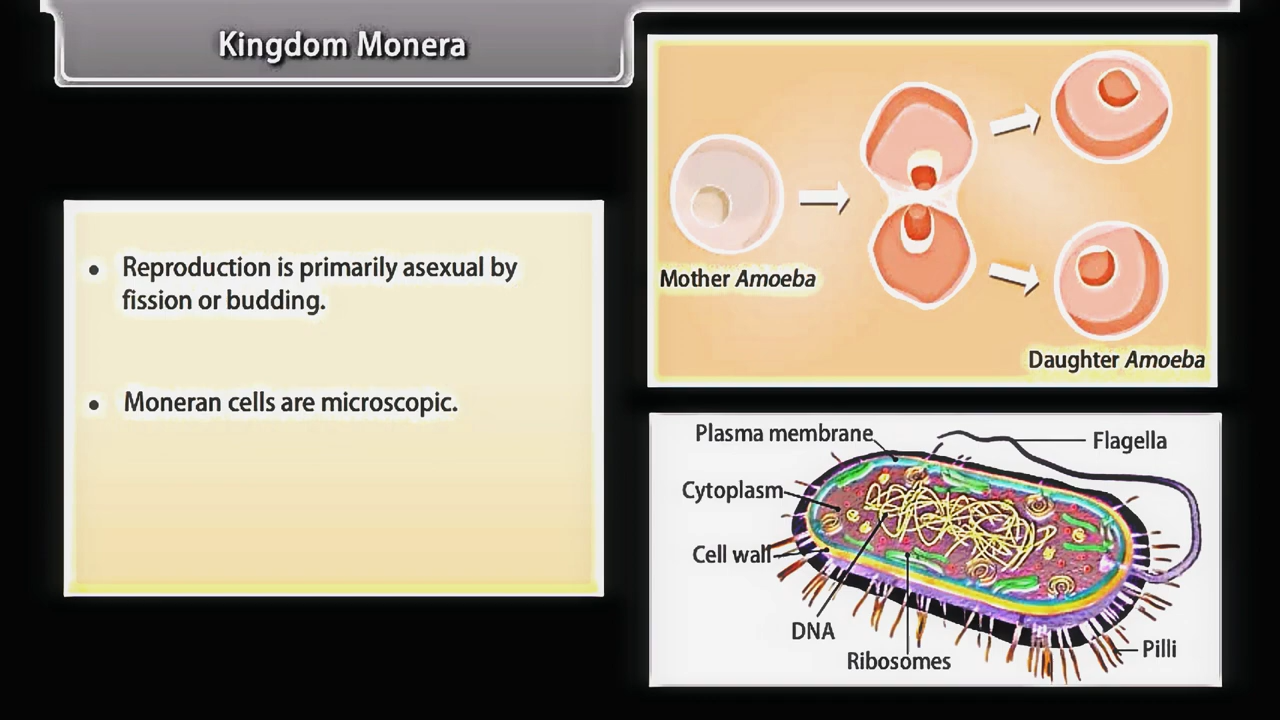 Kingdom Monera
• Reproduction is primarily asexual by
fission or budding.
• Moneran cells are microscopic.
Mother Amoeba
Daughter Amoeba
Plasma membrane
Flagella
Cytoplasm
Cell wall
DNA
Ribosomes
Pilli